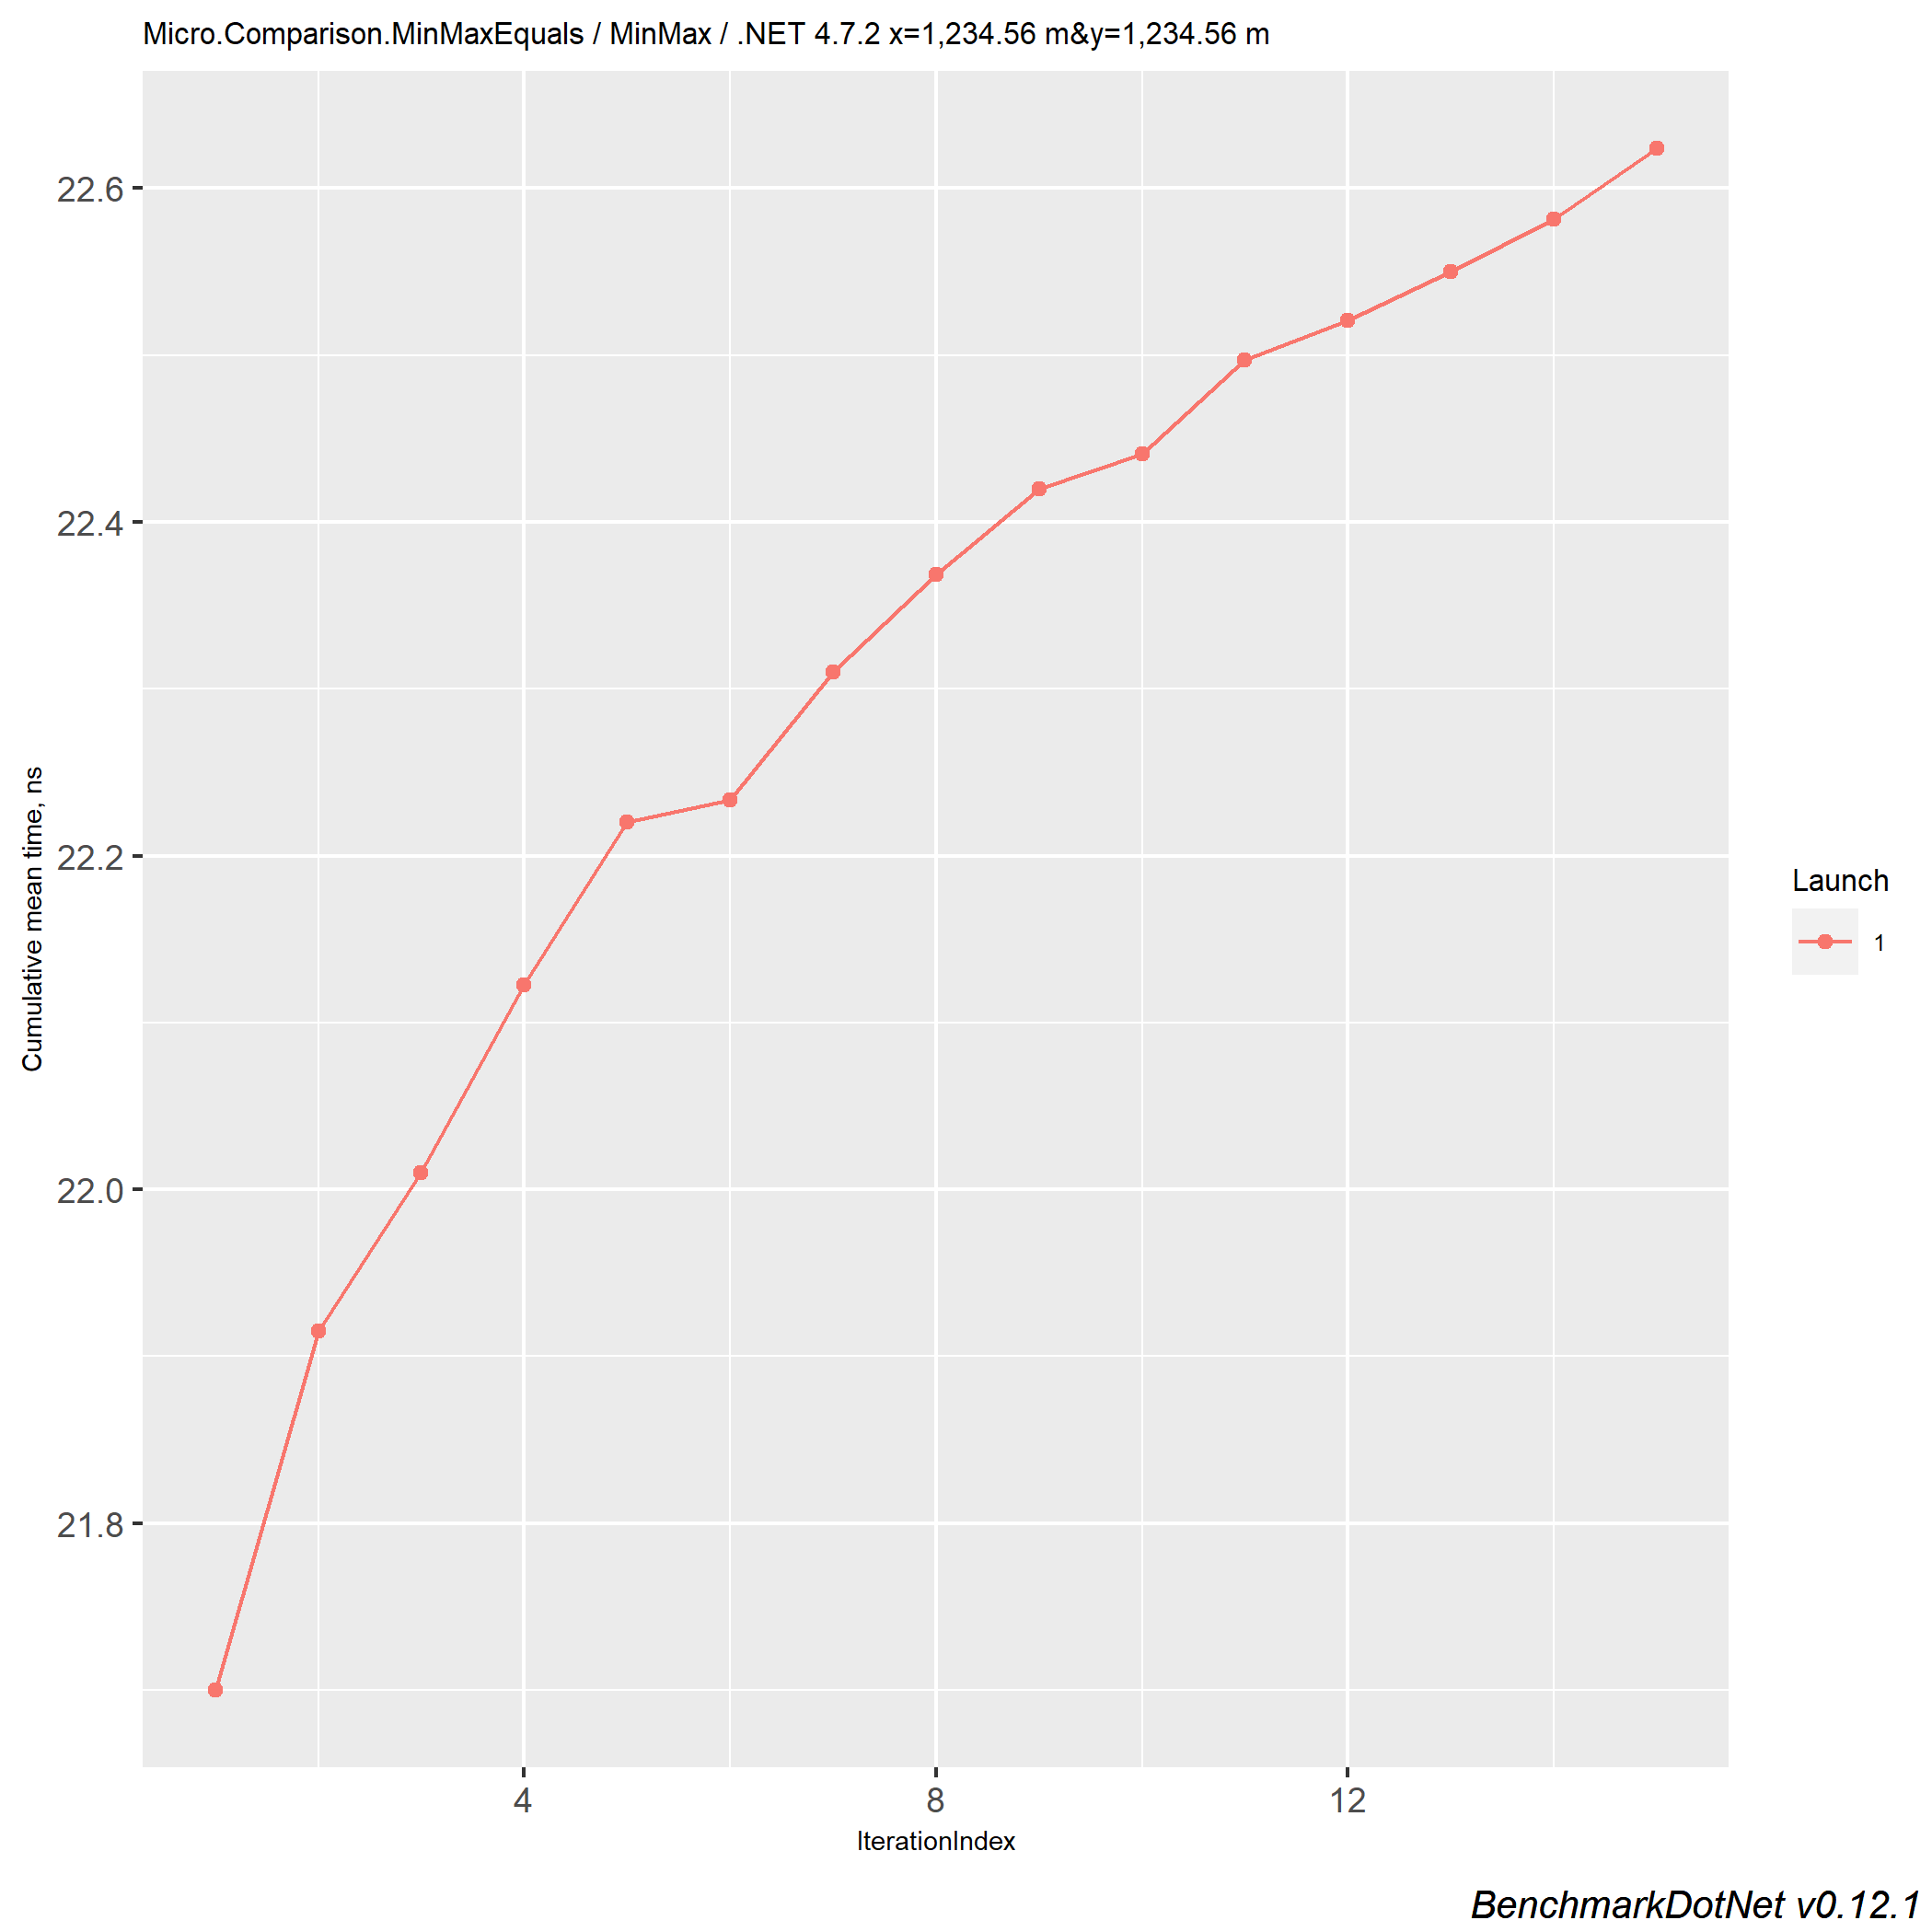 Micro.Comparison.MinMaxEquals / MinMax / .NET 4.7.2 x=1,234.56 m&y=1,234.56 m
Cumulative mean time, ns
22.6
22.4
22.2
22.0
21.8
4
8
12
IterationIndex
Launch
1
BenchmarkDotNet v0.12.1